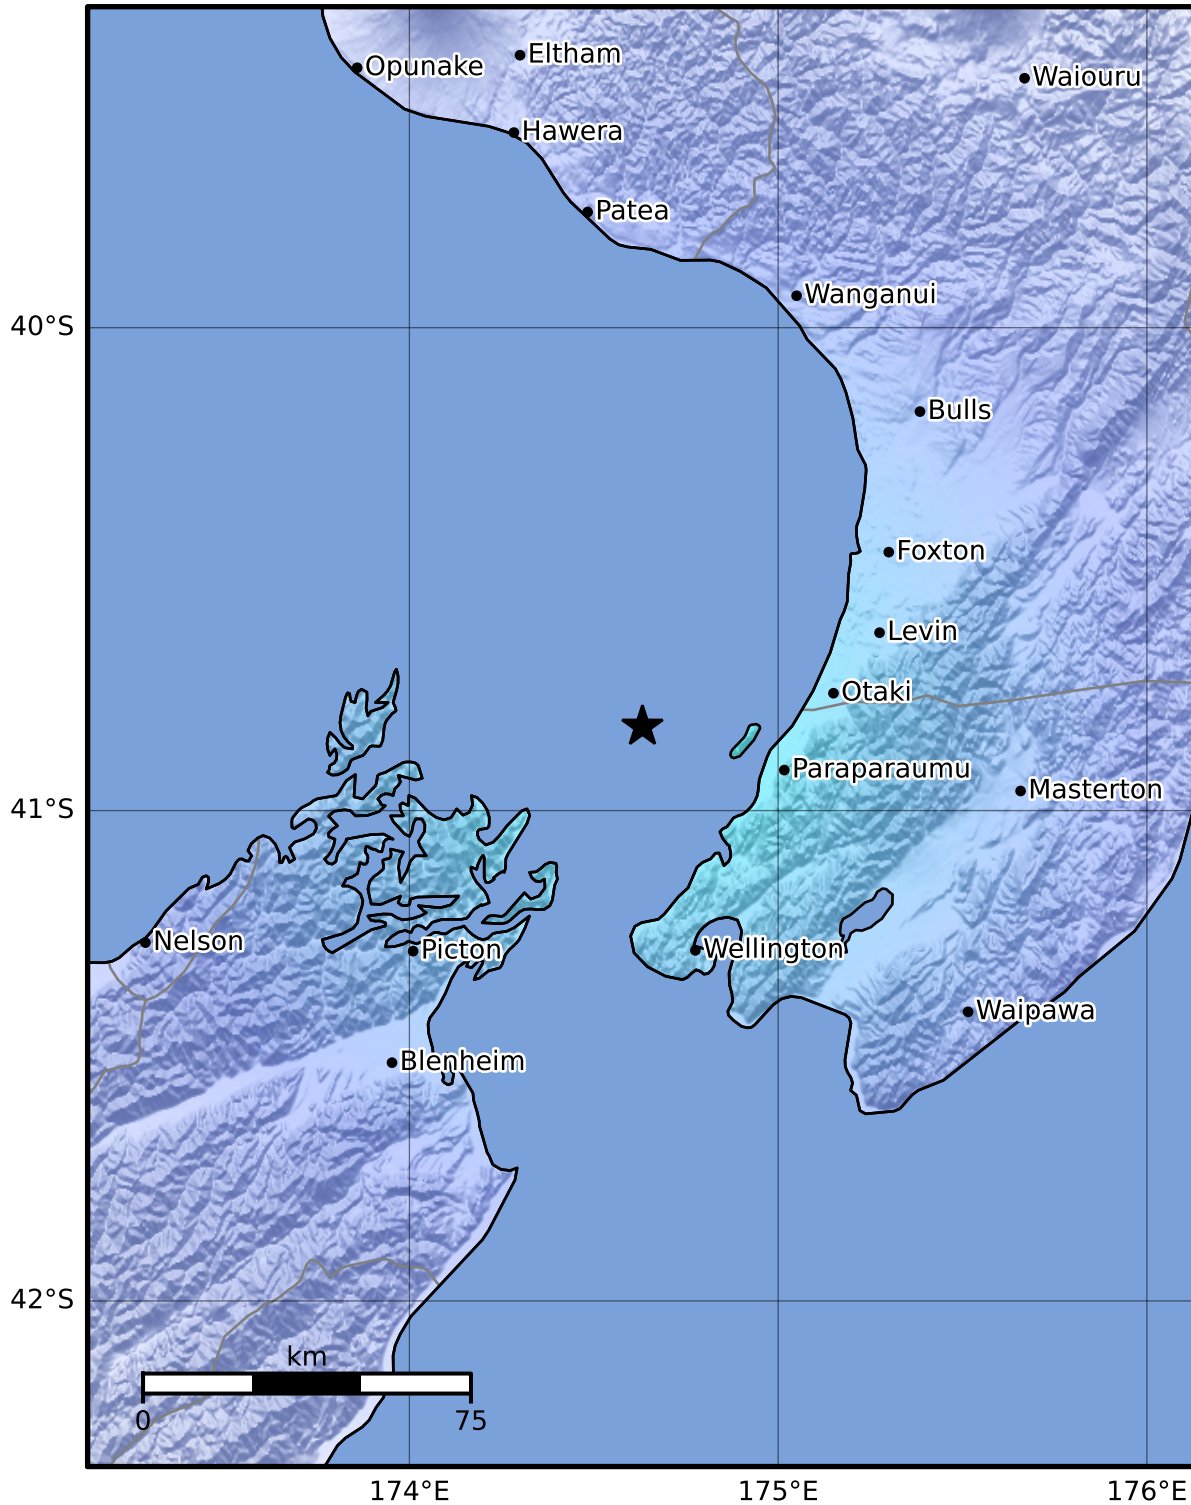 Eltham
Opunake
Waiouru
Hawera
Patea
Wanganui
40°S
Bulls
Foxton
Levin
Otaki
Paraparaumu
Masterton
41°S
Nelson
Picton
Wellington
Waipawa
Blenheim
42°S
km
0
75
174°E
175°E
176°E